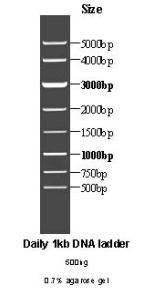 Size
5000bp
4000bp
3000bp
2000bp
1500bp
1000bp
750bp
500bp
Daily 1kb DNA ladder
500ng
0.7% agarose gel